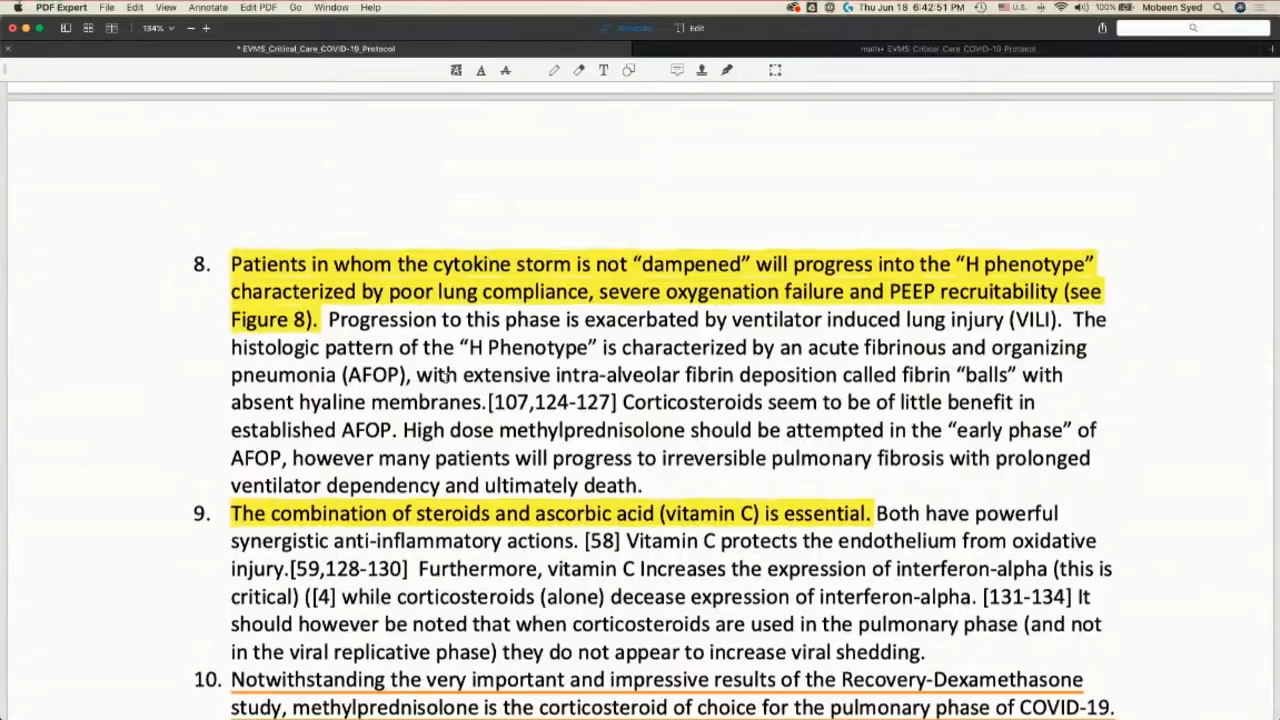 PDF Expert File Edit View Annotate Edit PDF Go Window Help Thu Jun 18 6:42:51 PM U.S. 100% Mobeen Syed
134% Annotate Edit
* EVMS_Critical_Care_COVID-19_Protocol math+ EVMS Critical Care COVID-19 Protocol
8. Patients in whom the cytokine storm is not “dampened” will progress into the “H phenotype”
characterized by poor lung compliance, severe oxygenation failure and PEEP recruitability (see
Figure 8). Progression to this phase is exacerbated by ventilator induced lung injury (VILI). The
histologic pattern of the “H Phenotype” is characterized by an acute fibrinous and organizing
pneumonia (AFOP), with extensive intra-alveolar fibrin deposition called fibrin “balls” with
absent hyaline membranes.[107,124-127] Corticosteroids seem to be of little benefit in
established AFOP. High dose methylprednisolone should be attempted in the “early phase” of
AFOP, however many patients will progress to irreversible pulmonary fibrosis with prolonged
ventilator dependency and ultimately death.
9. The combination of steroids and ascorbic acid (vitamin C) is essential. Both have powerful
synergistic anti-inflammatory actions. [58] Vitamin C protects the endothelium from oxidative
injury.[59,128-130] Furthermore, vitamin C Increases the expression of interferon-alpha (this is
critical) ([4] while corticosteroids (alone) decease expression of interferon-alpha. [131-134] It
should however be noted that when corticosteroids are used in the pulmonary phase (and not
in the viral replicative phase) they do not appear to increase viral shedding.
10. Notwithstanding the very important and impressive results of the Recovery-Dexamethasone
study, methylprednisolone is the corticosteroid of choice for the pulmonary phase of COVID-19.